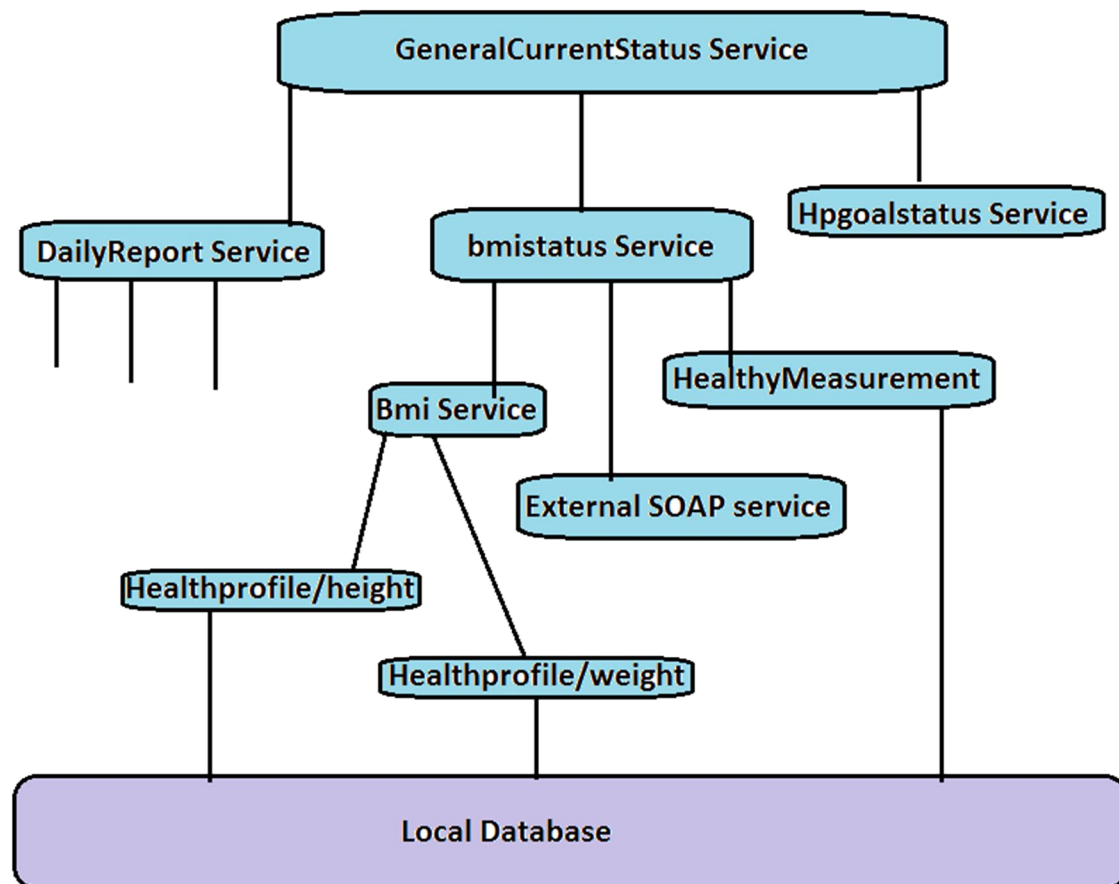 GeneralCurrentStatus Service
Hpgoalstatus Service
DailyReport Service
bmistatus Service
HealthyMeasurement
Bmi Service
External SOAP service
Healthprofile/height
Healthprofile/weight
Local Database